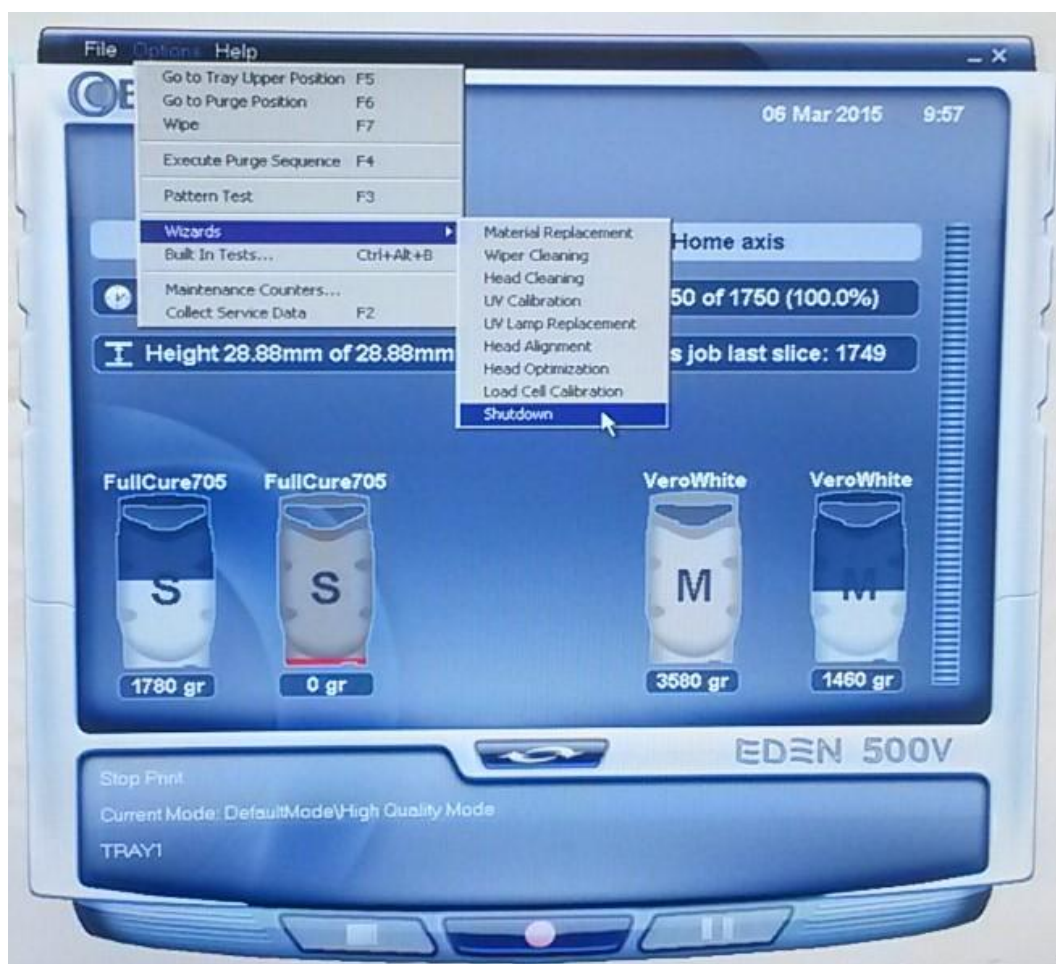 File Options Help
06 Mar 2015 9:57
Go to Tray Upper Position F5
Go to Purge Position F6
Wipe F7
Execute Purge Sequence F4
Pattern Test F3
Wizards
Built In Tests... Ctrl+Alt+B
Maintenance Counters...
Collect Service Data F2
Material Replacement
Wiper Cleaning
Head Cleaning
UV Calibration
UV Lamp Replacement
Head Alignment
Head Optimization
Load Cell Calibration
Shutdown
Home axis
50 of 1750 (100.0%)
Height 28.88mm of 28.88mm
s job last slice: 1749
FullCure705 FullCure705 VeroWhite VeroWhite
S S M M
1780 gr 0 gr 3580 gr 1460 gr
EDEN 500V
Stop Print
Current Mode: DefaultMode\High Quality Mode
TRAY1